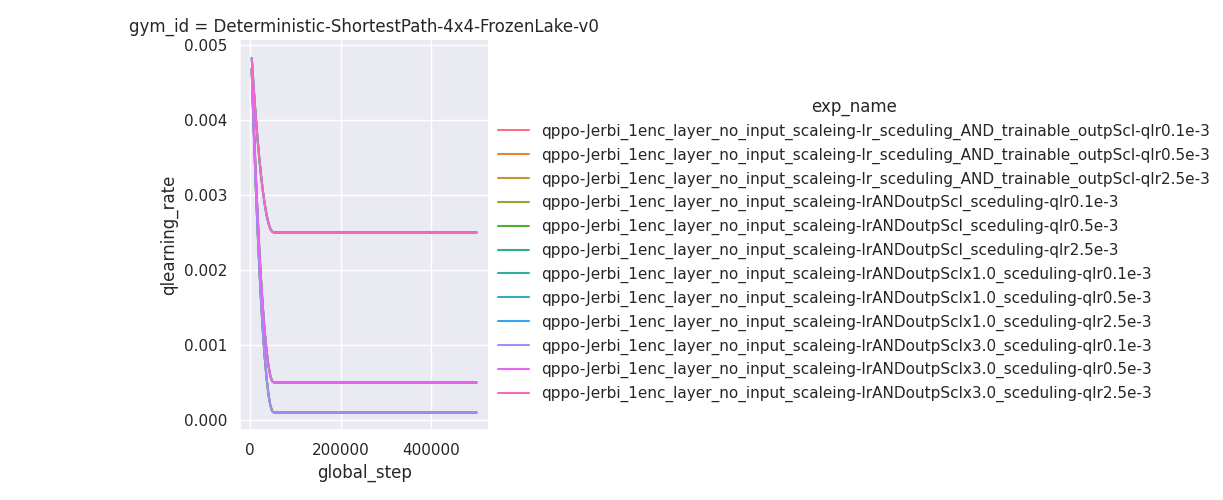 gym_id = Deterministic-ShortestPath-4x4-FrozenLake-v0
0.005
0.004
0.003
0.002
0.001
0.000
qlearning_rate
0 200000 400000
global_step
exp_name
qppo-Jerbi_1enc_layer_no_input_scaleing-lr_sceduling_AND_trainable_outpScl-qlr0.1e-3
qppo-Jerbi_1enc_layer_no_input_scaleing-lr_sceduling_AND_trainable_outpScl-qlr0.5e-3
qppo-Jerbi_1enc_layer_no_input_scaleing-lr_sceduling_AND_trainable_outpScl-qlr2.5e-3
qppo-Jerbi_1enc_layer_no_input_scaleing-lrANDoutpScl_sceduling-qlr0.1e-3
qppo-Jerbi_1enc_layer_no_input_scaleing-lrANDoutpScl_sceduling-qlr0.5e-3
qppo-Jerbi_1enc_layer_no_input_scaleing-lrANDoutpScl_sceduling-qlr2.5e-3
qppo-Jerbi_1enc_layer_no_input_scaleing-lrANDoutpSclx1.0_sceduling-qlr0.1e-3
qppo-Jerbi_1enc_layer_no_input_scaleing-lrANDoutpSclx1.0_sceduling-qlr0.5e-3
qppo-Jerbi_1enc_layer_no_input_scaleing-lrANDoutpSclx1.0_sceduling-qlr2.5e-3
qppo-Jerbi_1enc_layer_no_input_scaleing-lrANDoutpSclx3.0_sceduling-qlr0.1e-3
qppo-Jerbi_1enc_layer_no_input_scaleing-lrANDoutpSclx3.0_sceduling-qlr0.5e-3
qppo-Jerbi_1enc_layer_no_input_scaleing-lrANDoutpSclx3.0_sceduling-qlr2.5e-3